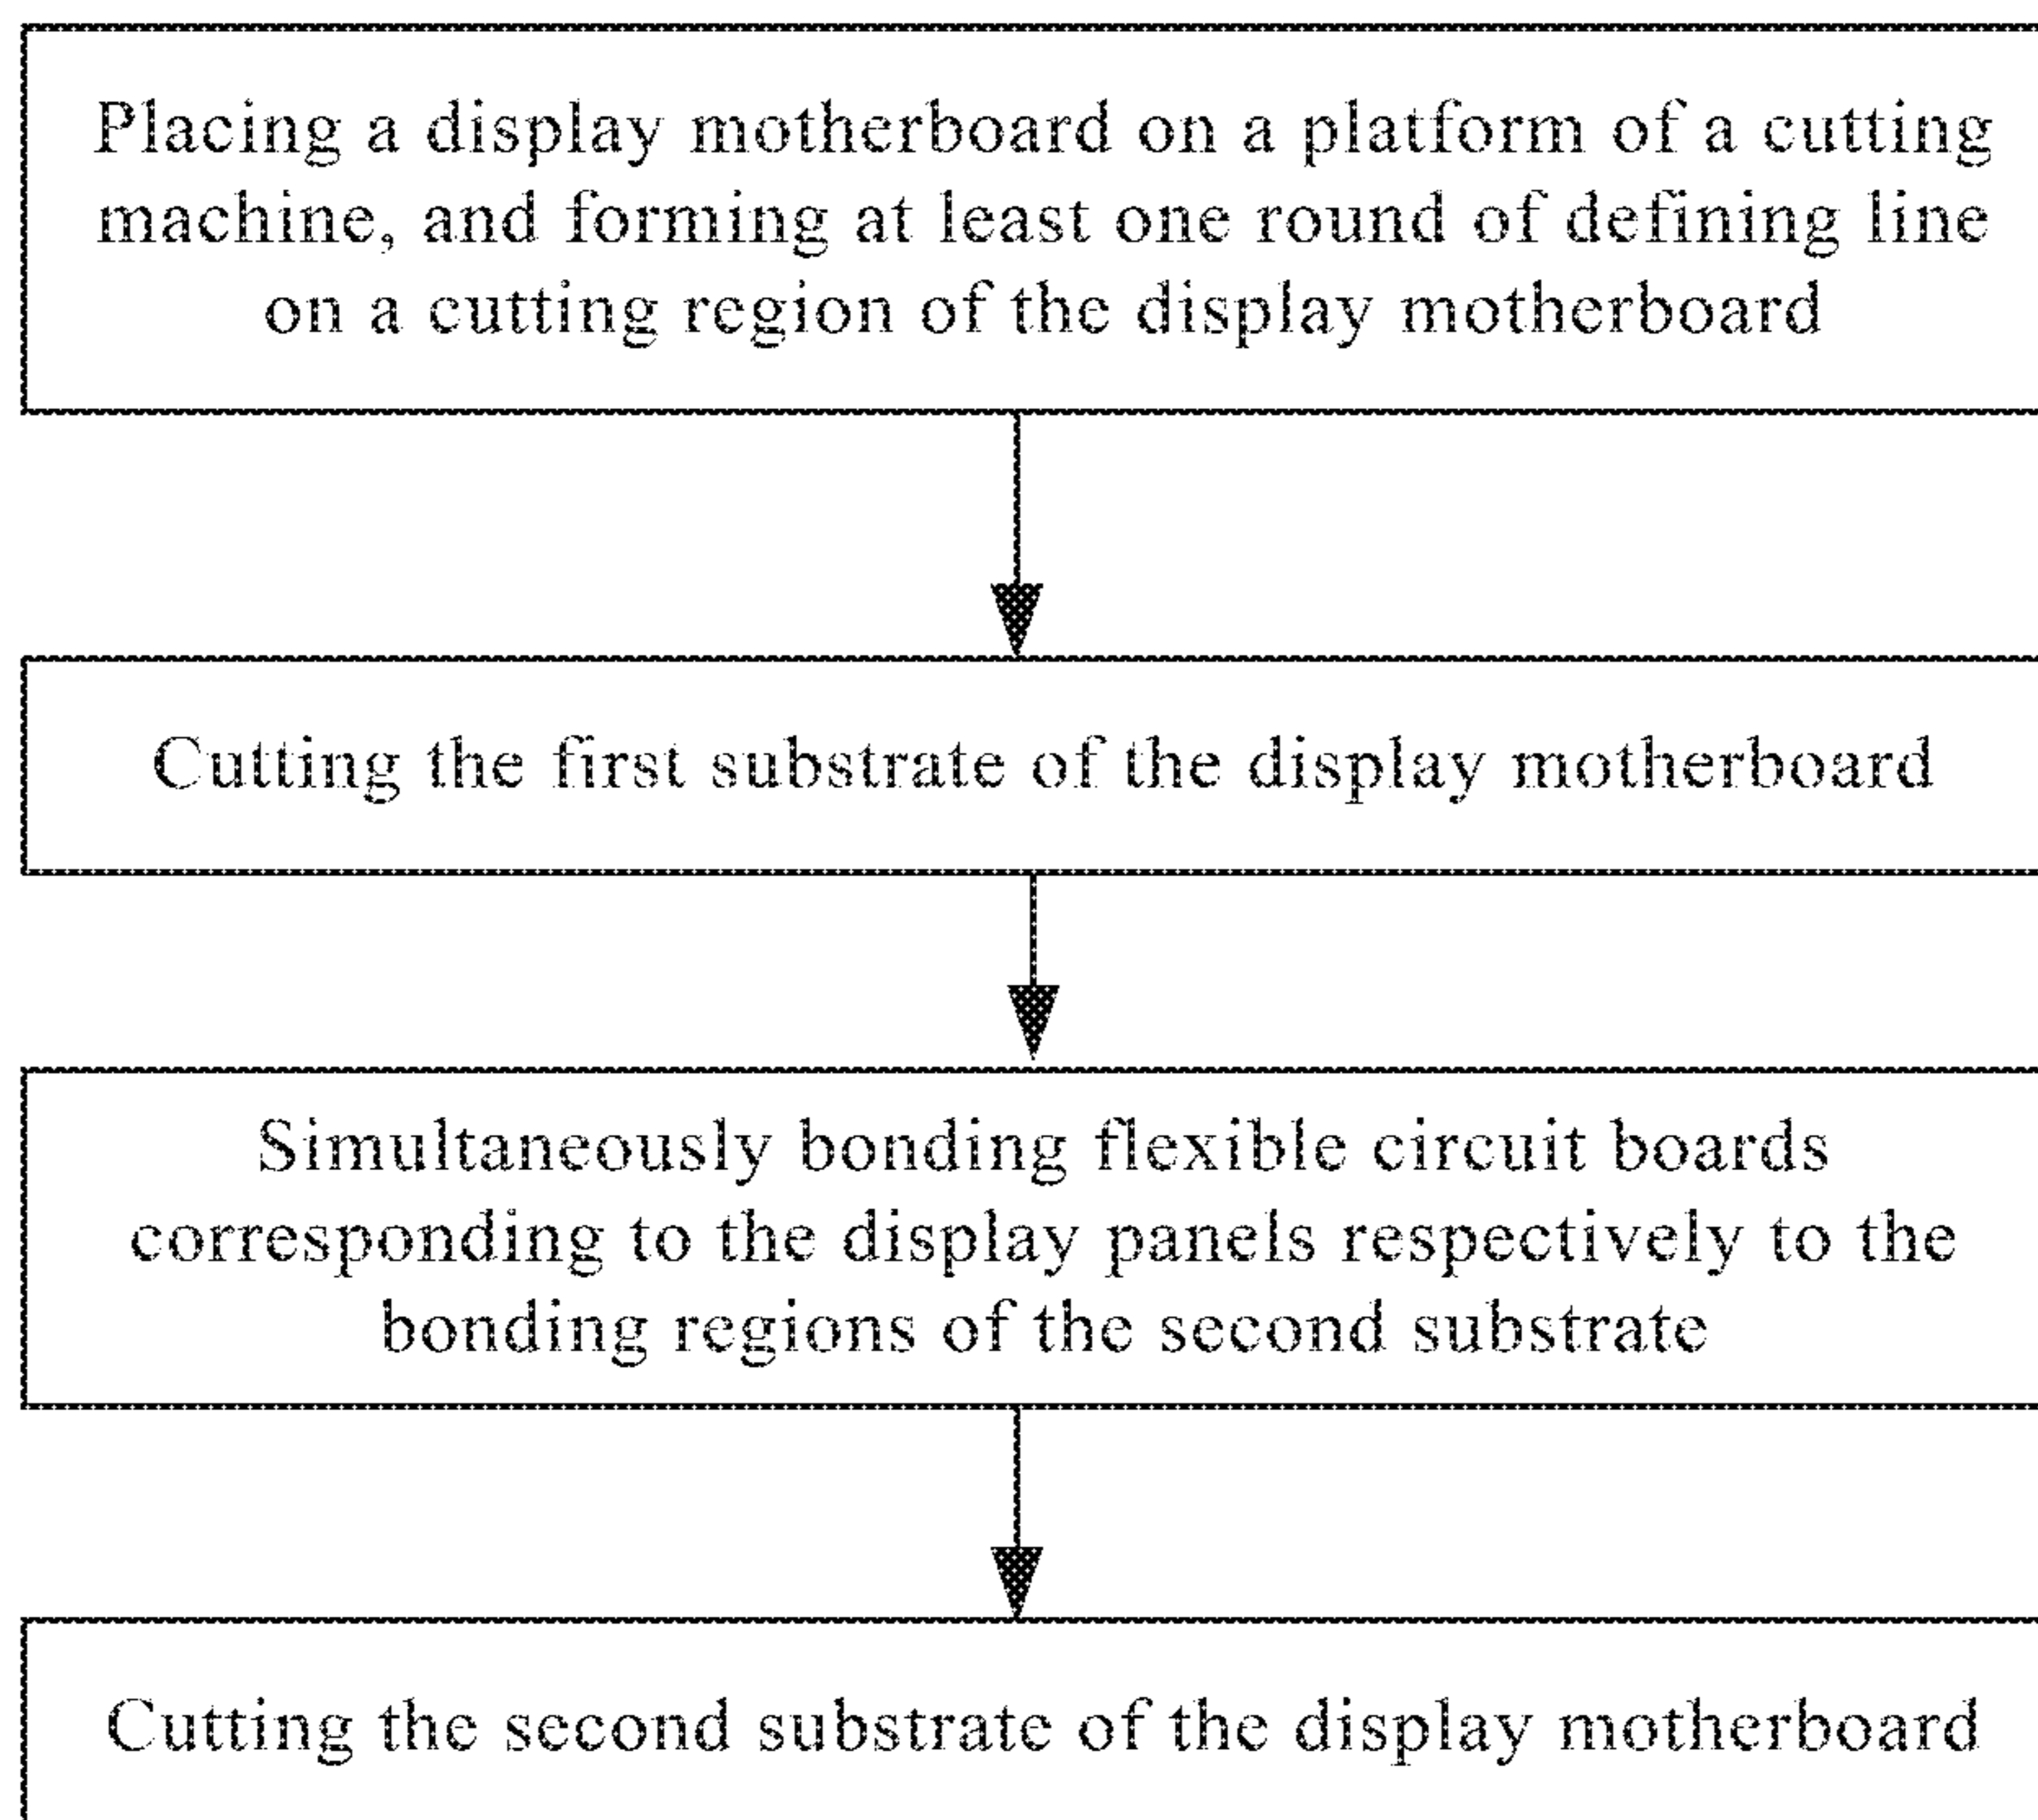 Placing a display motherboard on a platform of a cutting
machine, and forming at least one round of defining line
on a cutting region of the display motherboard
Cutting the first substrate of the display motherboard
Simultaneously bonding flexible circuit boards
corresponding to the display panels respectively to the
bonding regions of the second substrate
Cutting the second substrate of the display motherboard